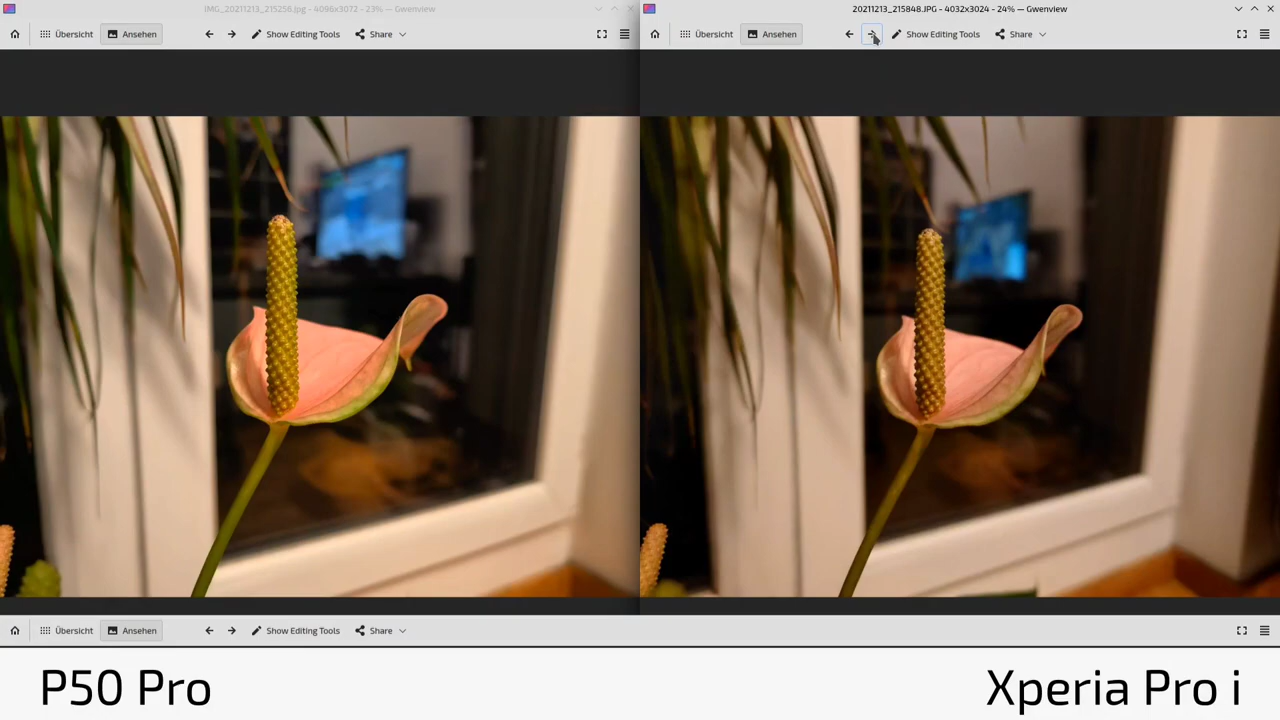 IMG_20211213_215256.jpg - 4096x3072 - 23% — Gwenview
20211213_215848.JPG - 4032x3024 - 24% — Gwenview
Übersicht Ansehen Show Editing Tools Share
Übersicht Ansehen Show Editing Tools Share
Übersicht Ansehen Show Editing Tools Share
P50 Pro
Xperia Pro i